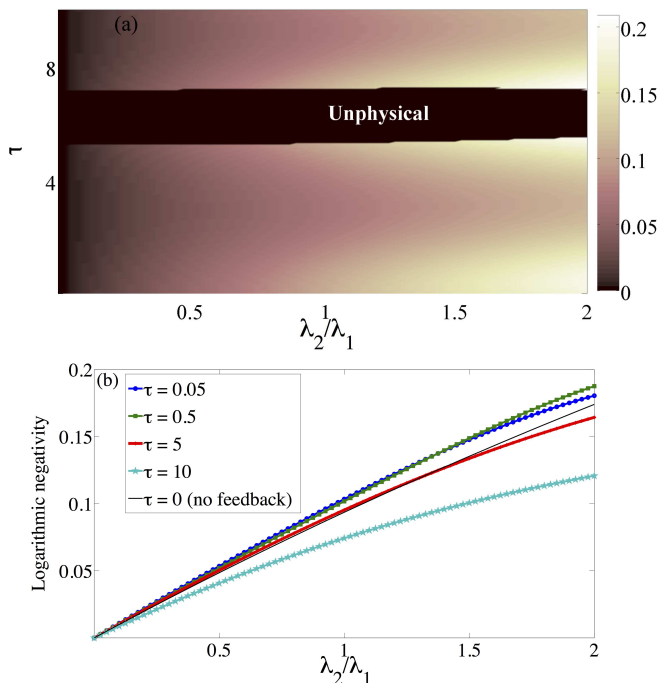 (a)
0.2
8
0.15
Unphysical
τ
0.1
4
0.05
0
0.5 1 1.5 2
λ2/λ1
0.2
(b)
τ = 0.05
τ = 0.5
0.15
τ = 5
τ = 10
0.1
τ = 0 (no feedback)
Logarithmic negativity
0.05
0.5 1 1.5 2
λ2/λ1